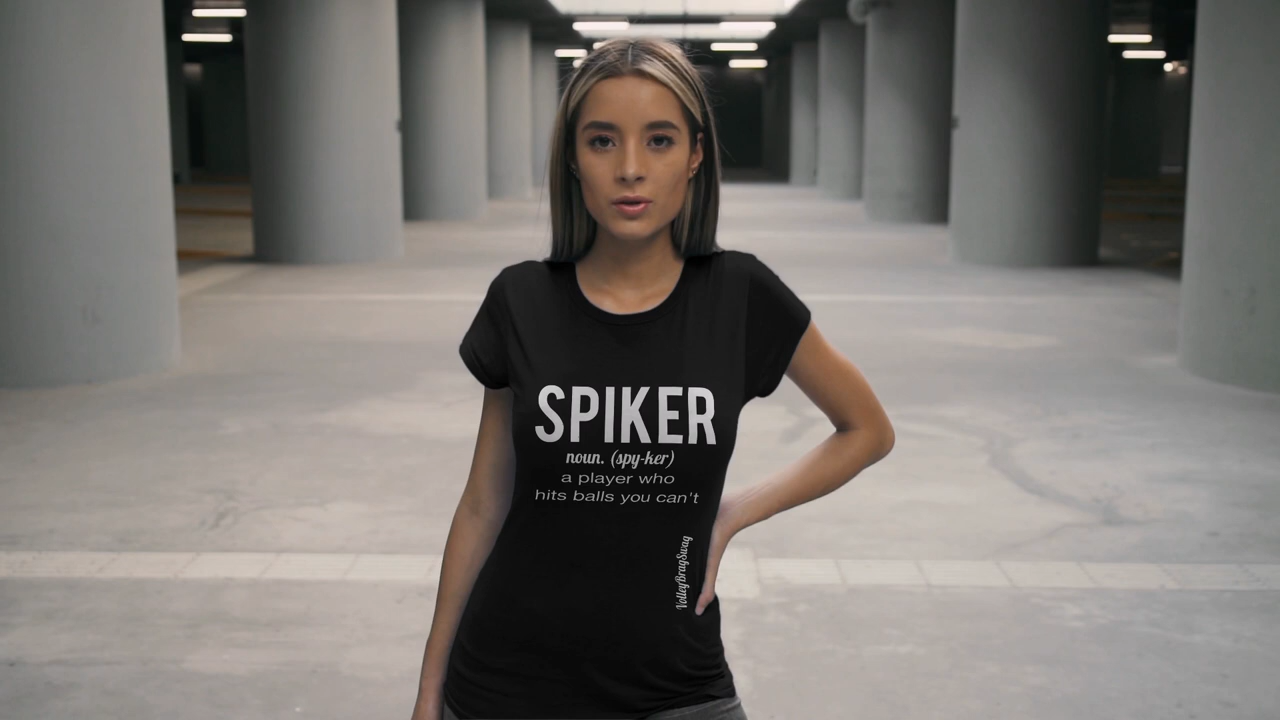 SPIKER
noun. (spy-ker)
a player who
hits balls you can't
VolleyBragSwag